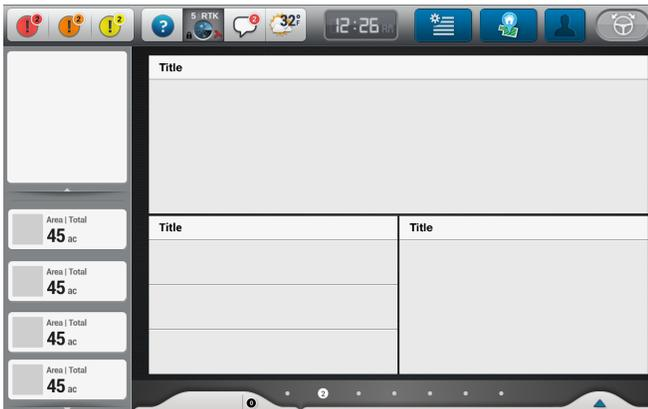 2 2 2 ? 5 RTK 2 32°F 12:26 AM
Title
Title
Title
Area | Total
45 ac
Area | Total
45 ac
Area | Total
45 ac
Area | Total
45 ac
2
0